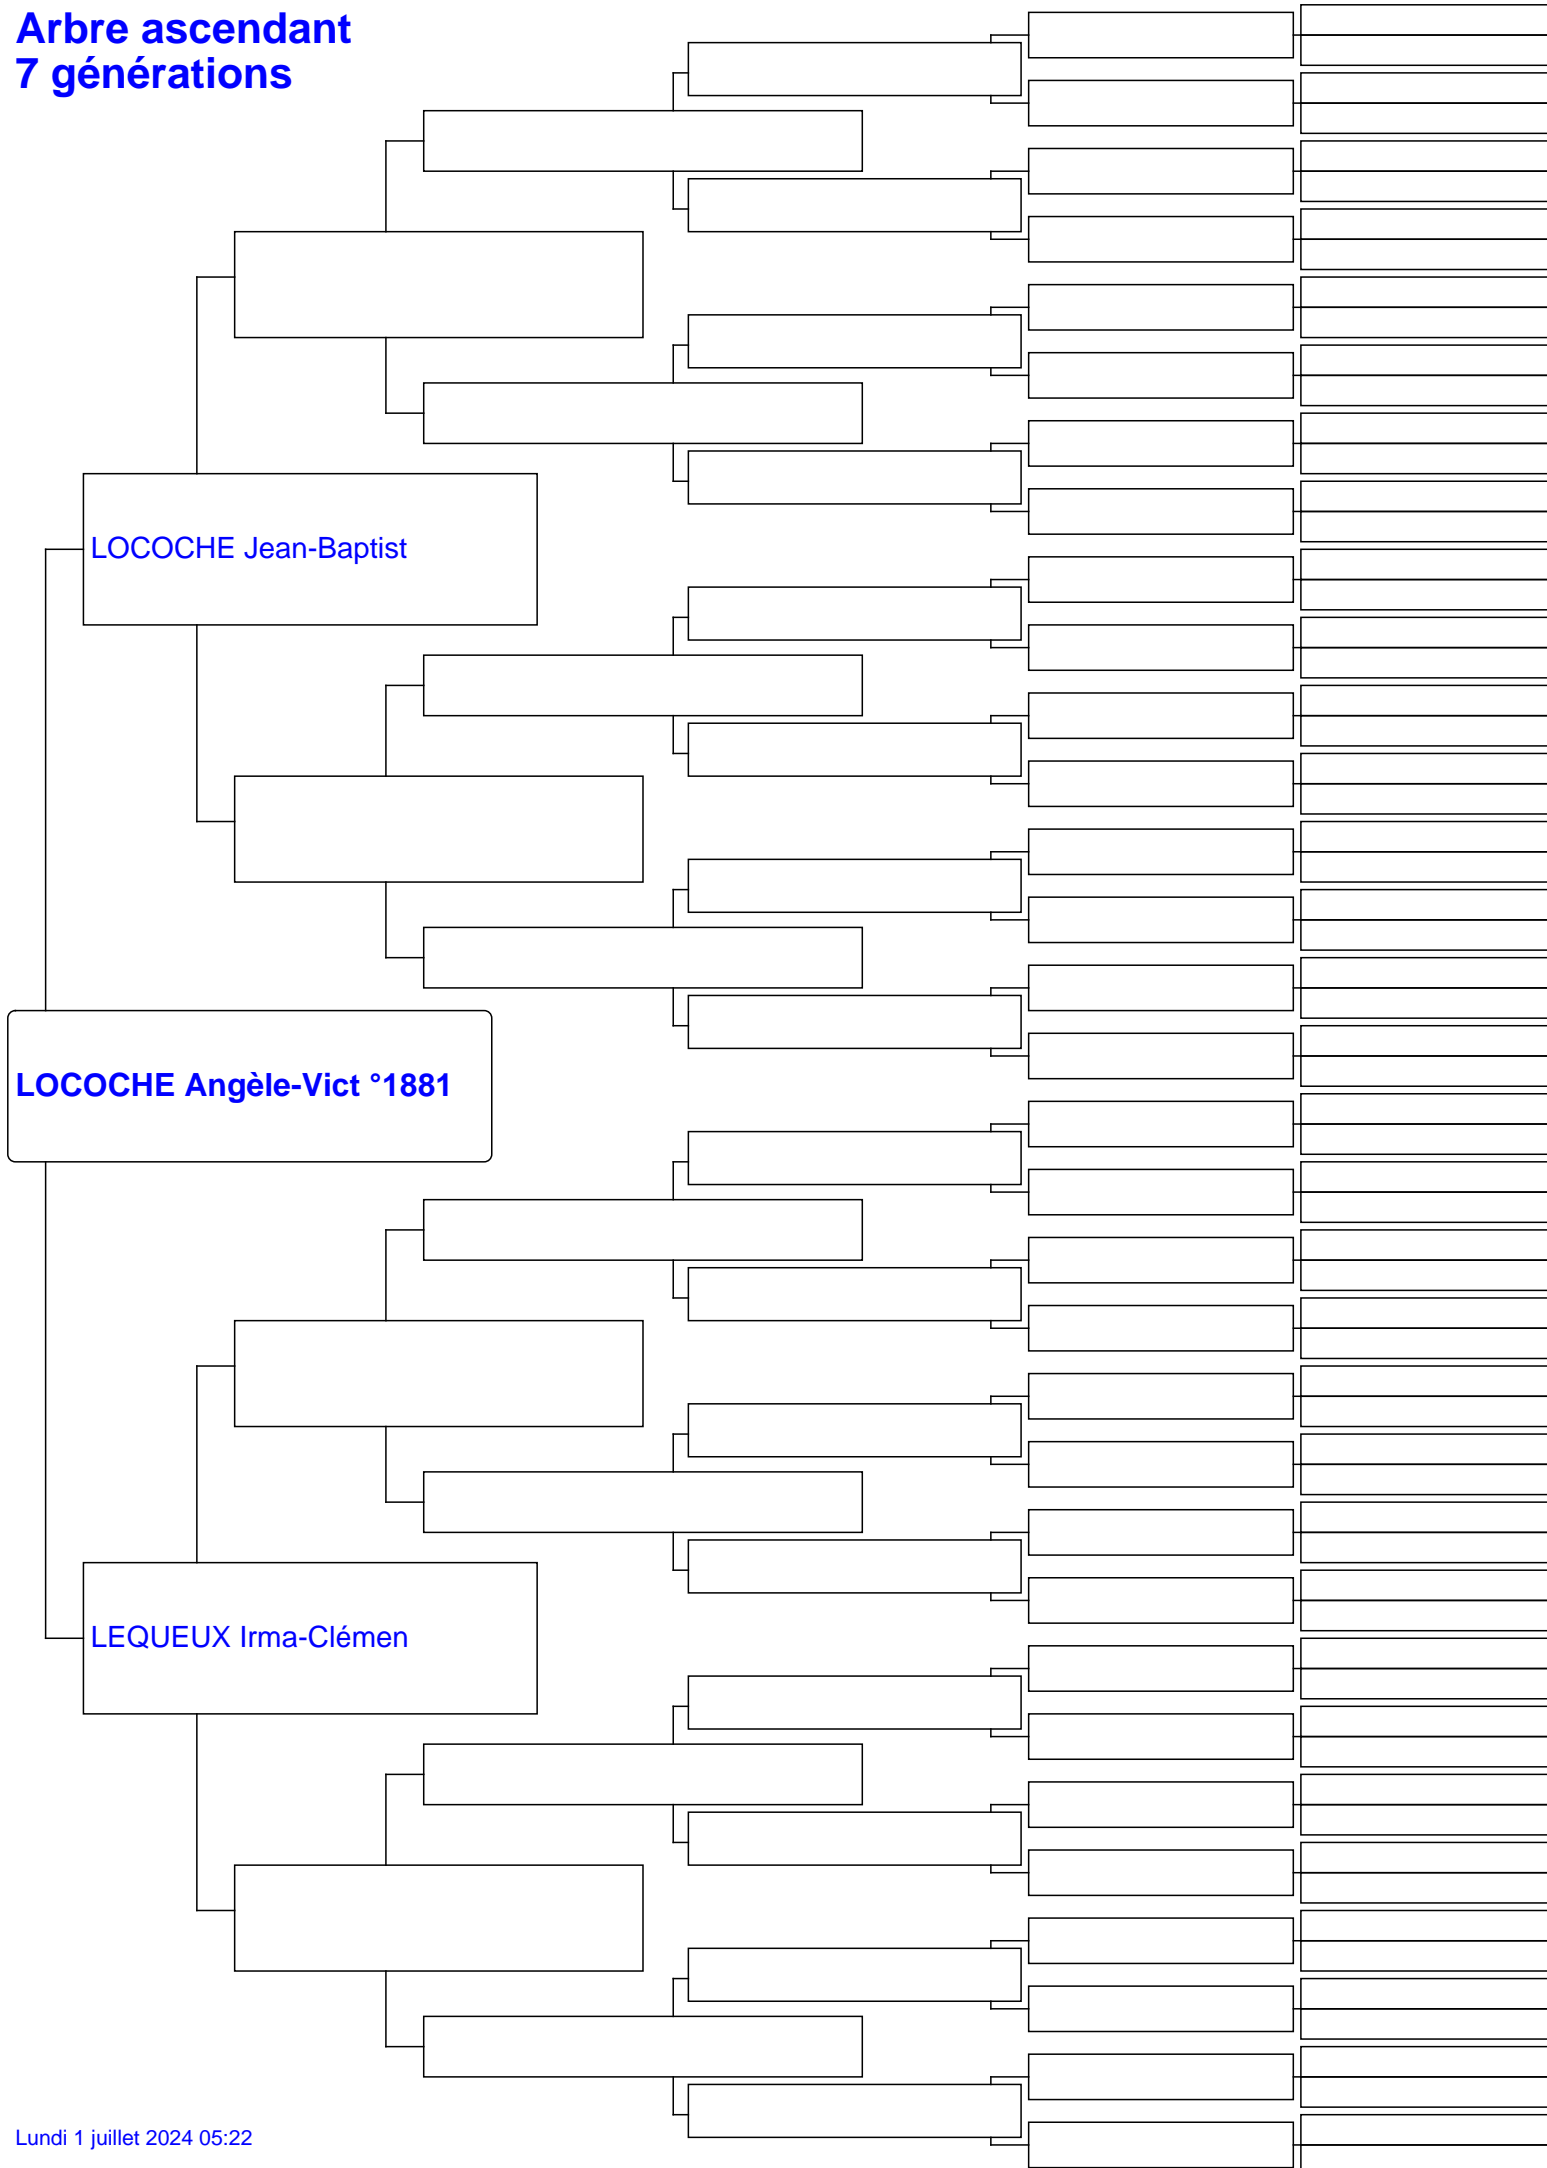 Arbre ascendant
7 générations
LOCOCHE Jean-Baptist
LOCOCHE Angèle-Vict °1881
LEQUEUX Irma-Clémen
Lundi 1 juillet 2024 05:22